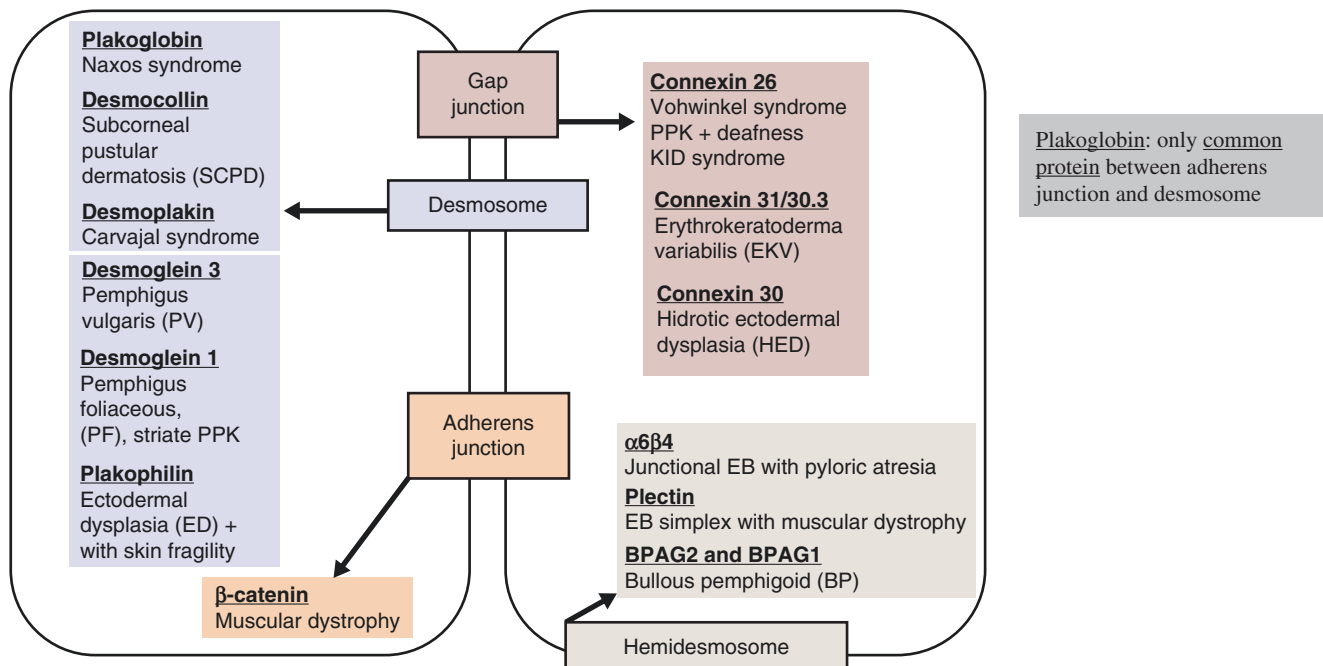 Plakoglobin
Naxos syndrome
Desmocollin
Subcorneal
pustular
dermatosis (SCPD)
Desmoplakin
Carvajal syndrome
Desmoglein 3
Pemphigus
vulgaris (PV)
Desmoglein 1
Pemphigus
foliaceous,
(PF), striate PPK
Plakophilin
Ectodermal
dysplasia (ED) +
with skin fragility
Gap
junction
Desmosome
Adherens
junction
β-catenin
Muscular dystrophy
Connexin 26
Vohwinkel syndrome
PPK + deafness
KID syndrome
Connexin 31/30.3
Erythrokeratoderma
variabilis (EKV)
Connexin 30
Hidrotic ectodermal
dysplasia (HED)
α6β4
Junctional EB with pyloric atresia
Plectin
EB simplex with muscular dystrophy
BPAG2 and BPAG1
Bullous pemphigoid (BP)
Hemidesmosome
Plakoglobin: only common
protein between adherens
junction and desmosome